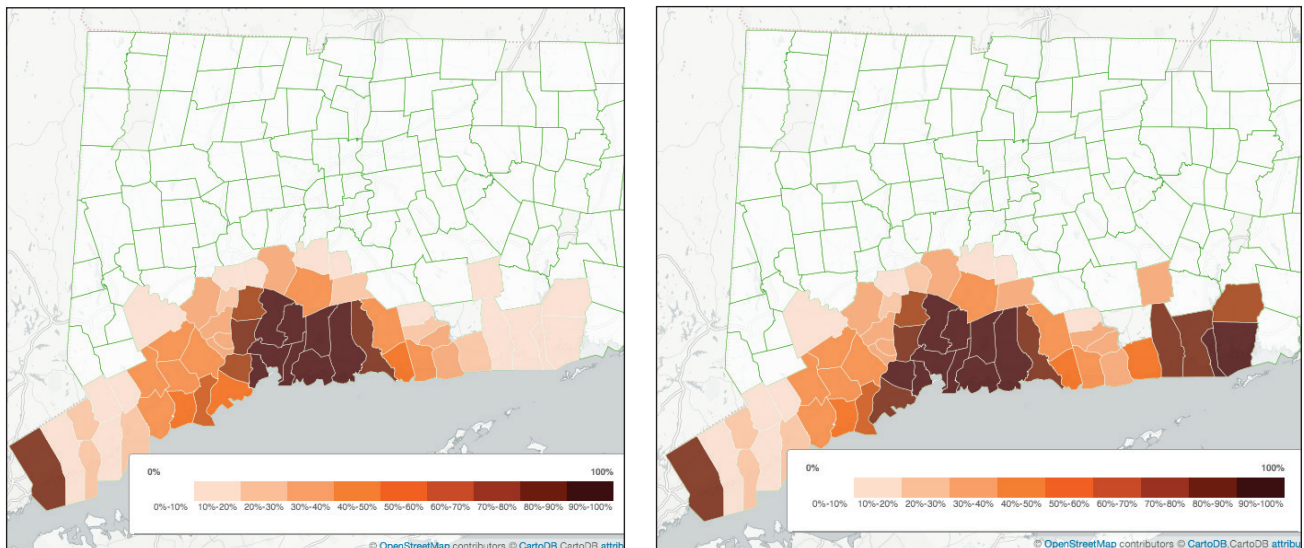 0% 100%
0%-10% 10%-20% 20%-30% 30%-40% 40%-50% 50%-60% 60%-70% 70%-80% 80%-90% 90%-100%
© OpenStreetMap contributors © CartoDB, CartoDB attrib
0% 100%
0%-10% 10%-20% 20%-30% 30%-40% 40%-50% 50%-60% 60%-70% 70%-80% 80%-90% 90%-100%
© OpenStreetMap contributors © CartoDB, CartoDB attribu